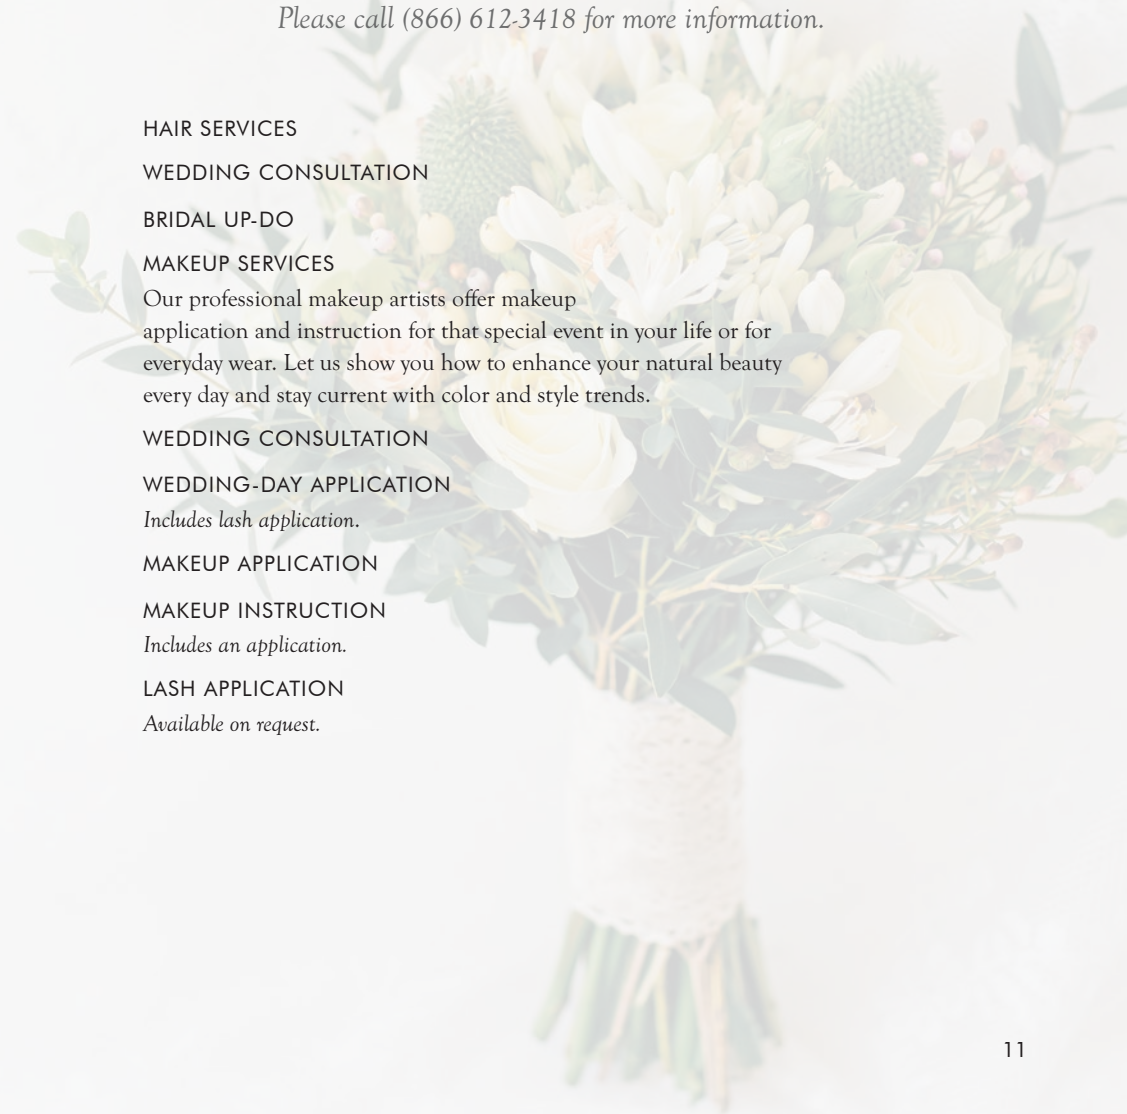 Please call (866) 612-3418 for more information.
HAIR SERVICES
WEDDING CONSULTATION
BRIDAL UP-DO
MAKEUP SERVICES
Our professional makeup artists offer makeup
application and instruction for that special event in your life or for
everyday wear. Let us show you how to enhance your natural beauty
every day and stay current with color and style trends.
WEDDING CONSULTATION
WEDDING-DAY APPLICATION
Includes lash application.
MAKEUP APPLICATION
MAKEUP INSTRUCTION
Includes an application.
LASH APPLICATION
Available on request.
11